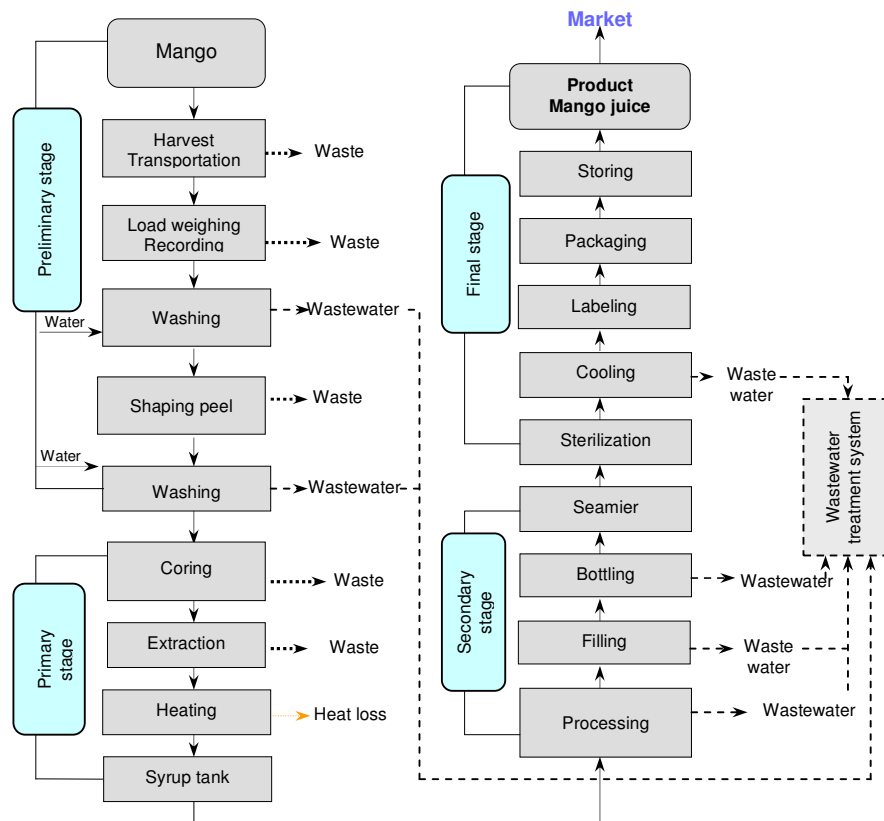 Market
Mango
Product
Mango juice
Harvest
Transportation
Waste
Storing
Preliminary stage
Load weighing
Recording
Waste
Final stage
Packaging
Water
Washing
Wastewater
Labeling
Shaping peel
Waste
Cooling
Waste
water
Water
Washing
Wastewater
Sterilization
Wastewater
treatment system
Seamier
Coring
Waste
Bottling
Wastewater
Primary
stage
Extraction
Waste
Secondary
stage
Filling
Waste
water
Heating
Heat loss
Processing
Wastewater
Syrup tank